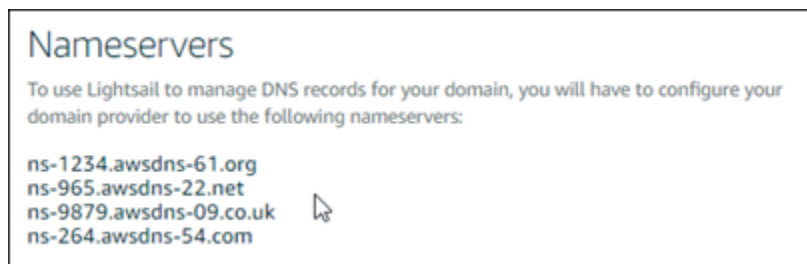 Nameservers
To use Lightsail to manage DNS records for your domain, you will have to configure your
domain provider to use the following nameservers:
ns-1234.awsdns-61.org
ns-965.awsdns-22.net
ns-9879.awsdns-09.co.uk
ns-264.awsdns-54.com